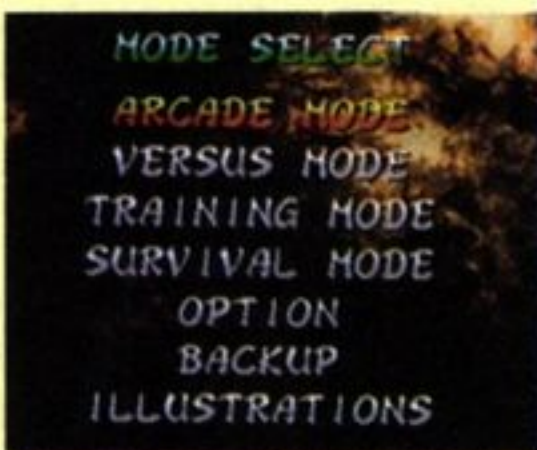 MODE SELECT
ARCADE MODE
VERSUS MODE
TRAINING MODE
SURVIVAL MODE
OPTION
BACKUP
ILLUSTRATIONS